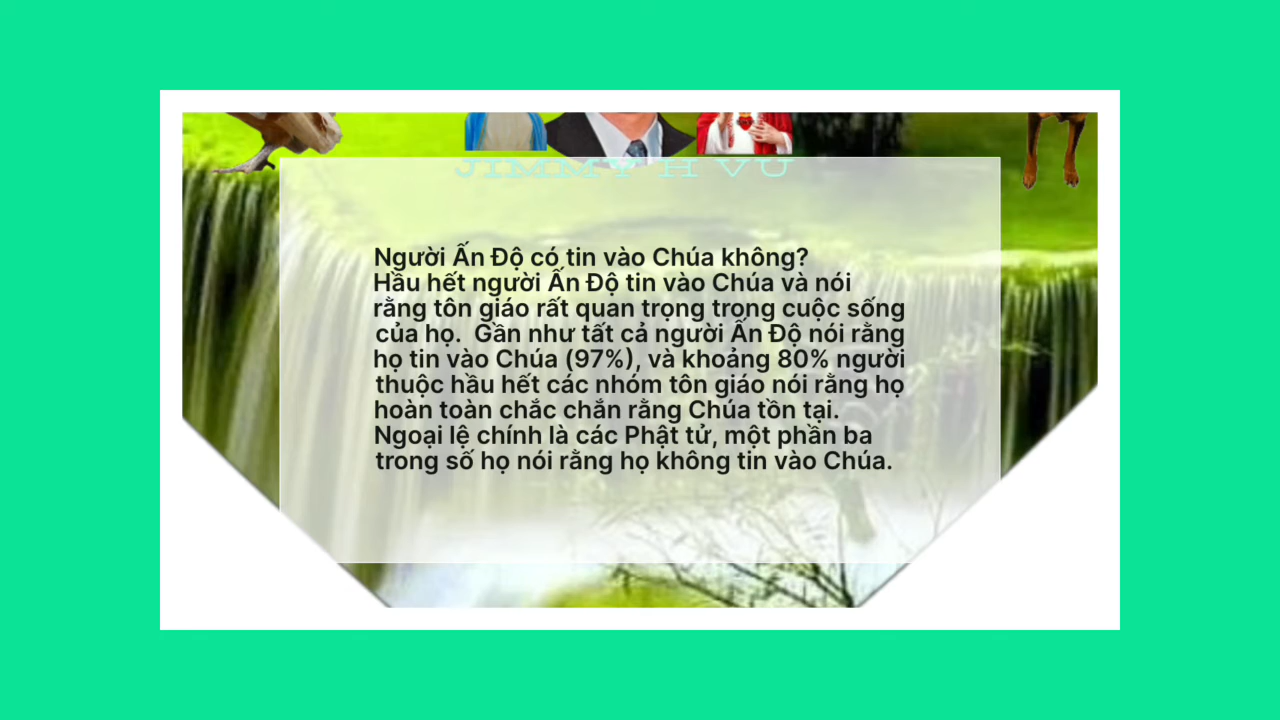 JIMMY H VU
Người Ấn Độ có tin vào Chúa không?
Hầu hết người Ấn Độ tin vào Chúa và nói
rằng tôn giáo rất quan trọng trong cuộc sống
của họ.  Gần như tất cả người Ấn Độ nói rằng
họ tin vào Chúa (97%), và khoảng 80% người
thuộc hầu hết các nhóm tôn giáo nói rằng họ
hoàn toàn chắc chắn rằng Chúa tồn tại.
Ngoại lệ chính là các Phật tử, một phần ba
trong số họ nói rằng họ không tin vào Chúa.